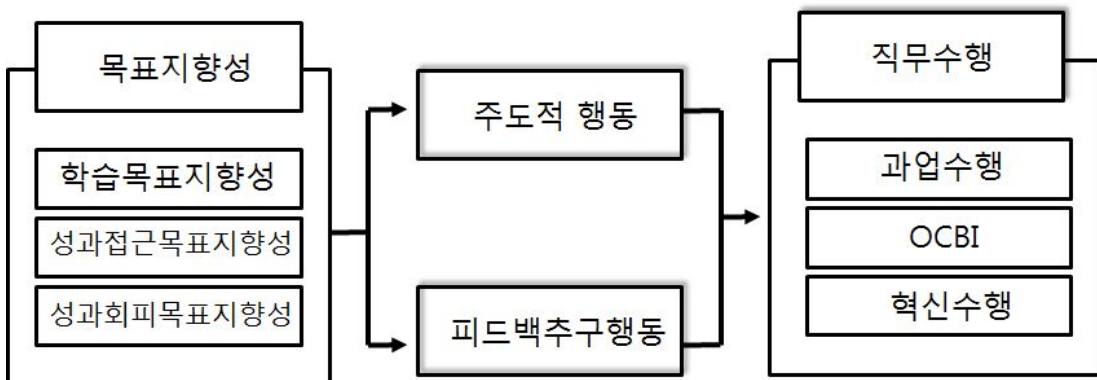 목표지향성
학습목표지향성
성과접근목표지향성
성과회피목표지향성
주도적 행동
피드백추구행동
직무수행
과업수행
OCBI
혁신수행